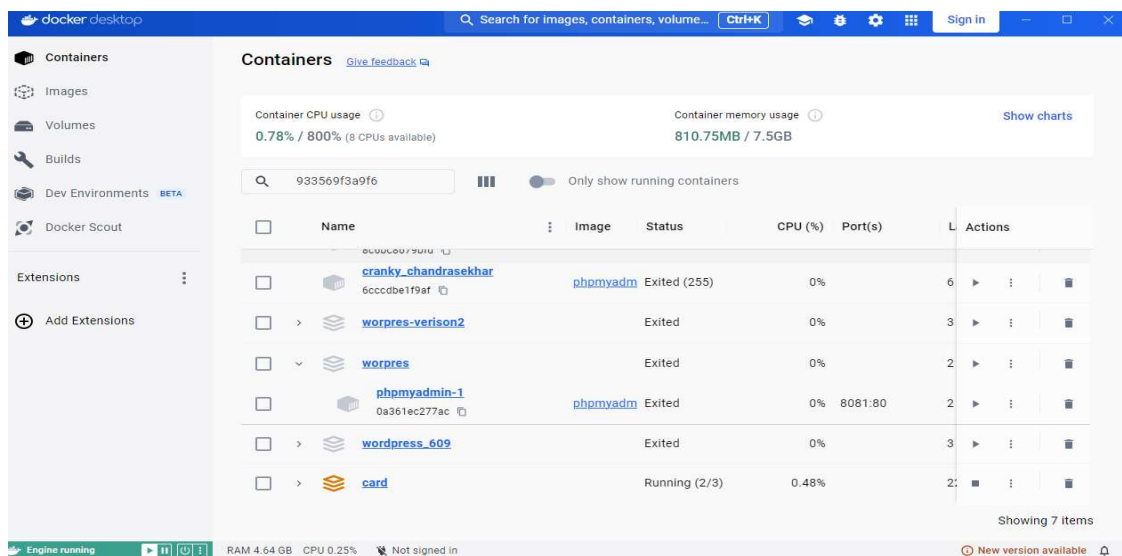 docker desktop
Search for images, containers, volume... Ctrl+K
Sign in
Containers
Images
Volumes
Builds
Dev Environments BETA
Docker Scout
Extensions
Add Extensions
Containers Give feedback
Container CPU usage
0.78% / 800% (8 CPUs available)
Container memory usage
810.75MB / 7.5GB
Show charts
933569f3a9f6
Only show running containers
Name Image Status CPU (%) Port(s) L Actions
cranky_chandrasekhar
6cccdbe1f9af
phpmyadm Exited (255) 0% 6
worpres-verison2 Exited 0% 3
worpres Exited 0% 2
phpmyadmin-1
0a361ec277ac
phpmyadm Exited 0% 8081:80 2
wordpress_609 Exited 0% 3
card Running (2/3) 0.48%
Showing 7 items
Engine running
RAM 4.64 GB CPU 0.25% Not signed in
New version available